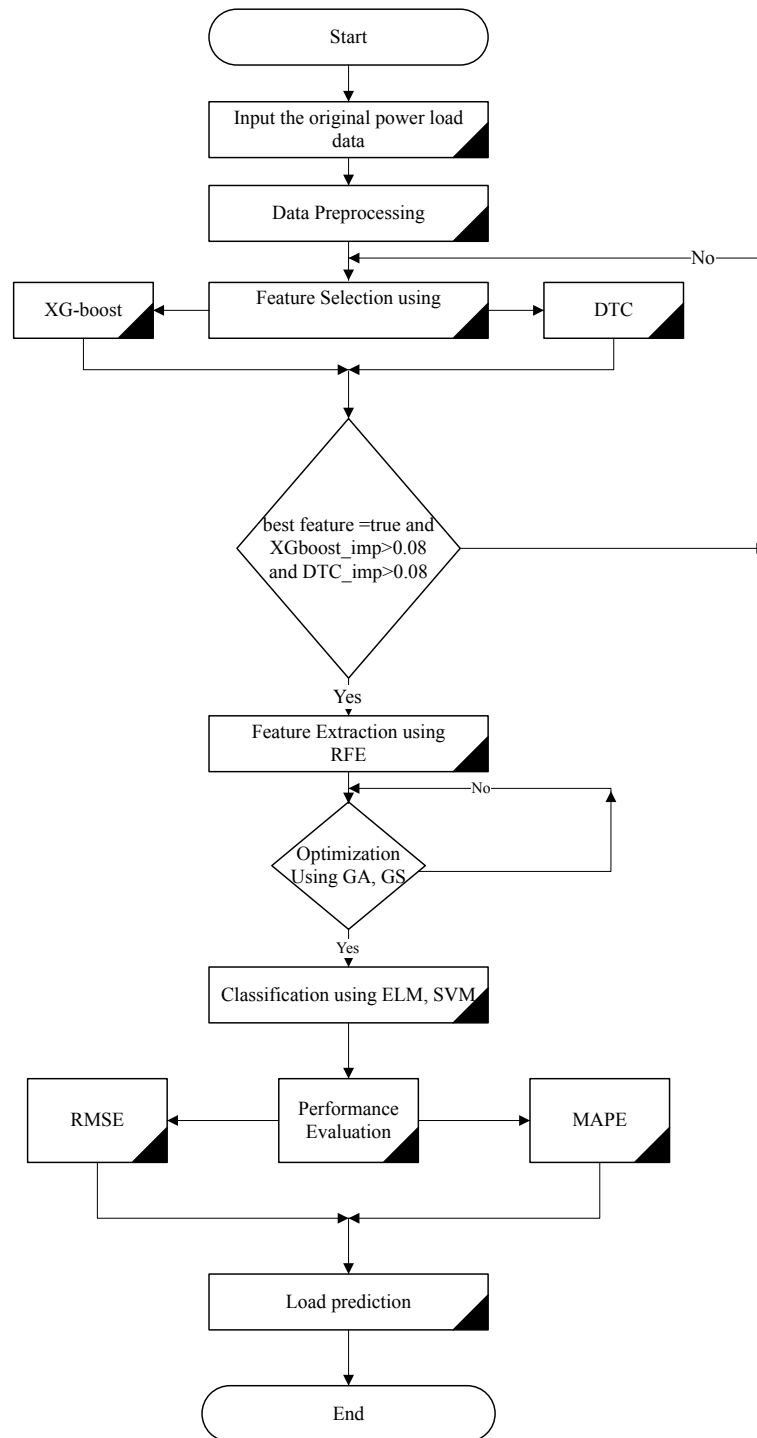 Start
Input the original power load
data
Data Preprocessing
No
XG-boost
Feature Selection using
DTC
best feature =true and
XGboost_imp>0.08
and DTC_imp>0.08
Yes
Feature Extraction using
RFE
No
Optimization
Using GA, GS
Yes
Classification using ELM, SVM
RMSE
Performance
Evaluation
MAPE
Load prediction
End